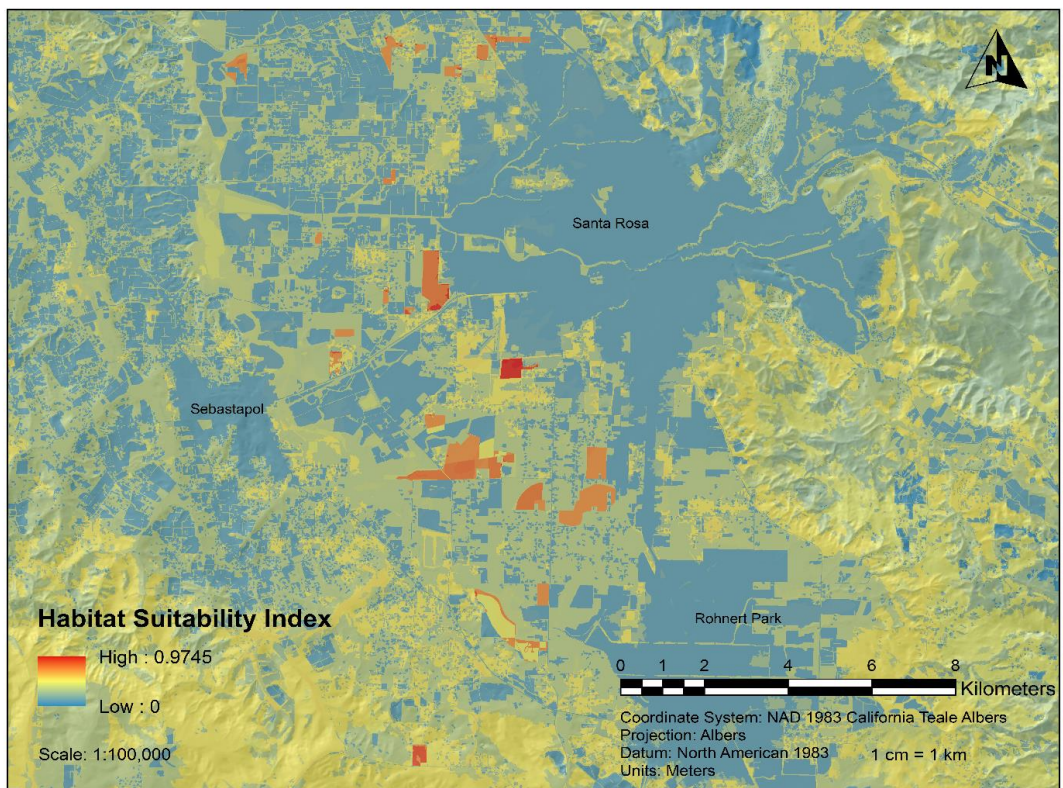 N
Santa Rosa
Sebastapol
Rohnert Park
Habitat Suitability Index
High : 0.9745
Low : 0
Scale: 1:100,000
0 1 2 4 6 8
Kilometers
Coordinate System: NAD 1983 California Teale Albers
Projection: Albers
Datum: North American 1983
1 cm = 1 km
Units: Meters